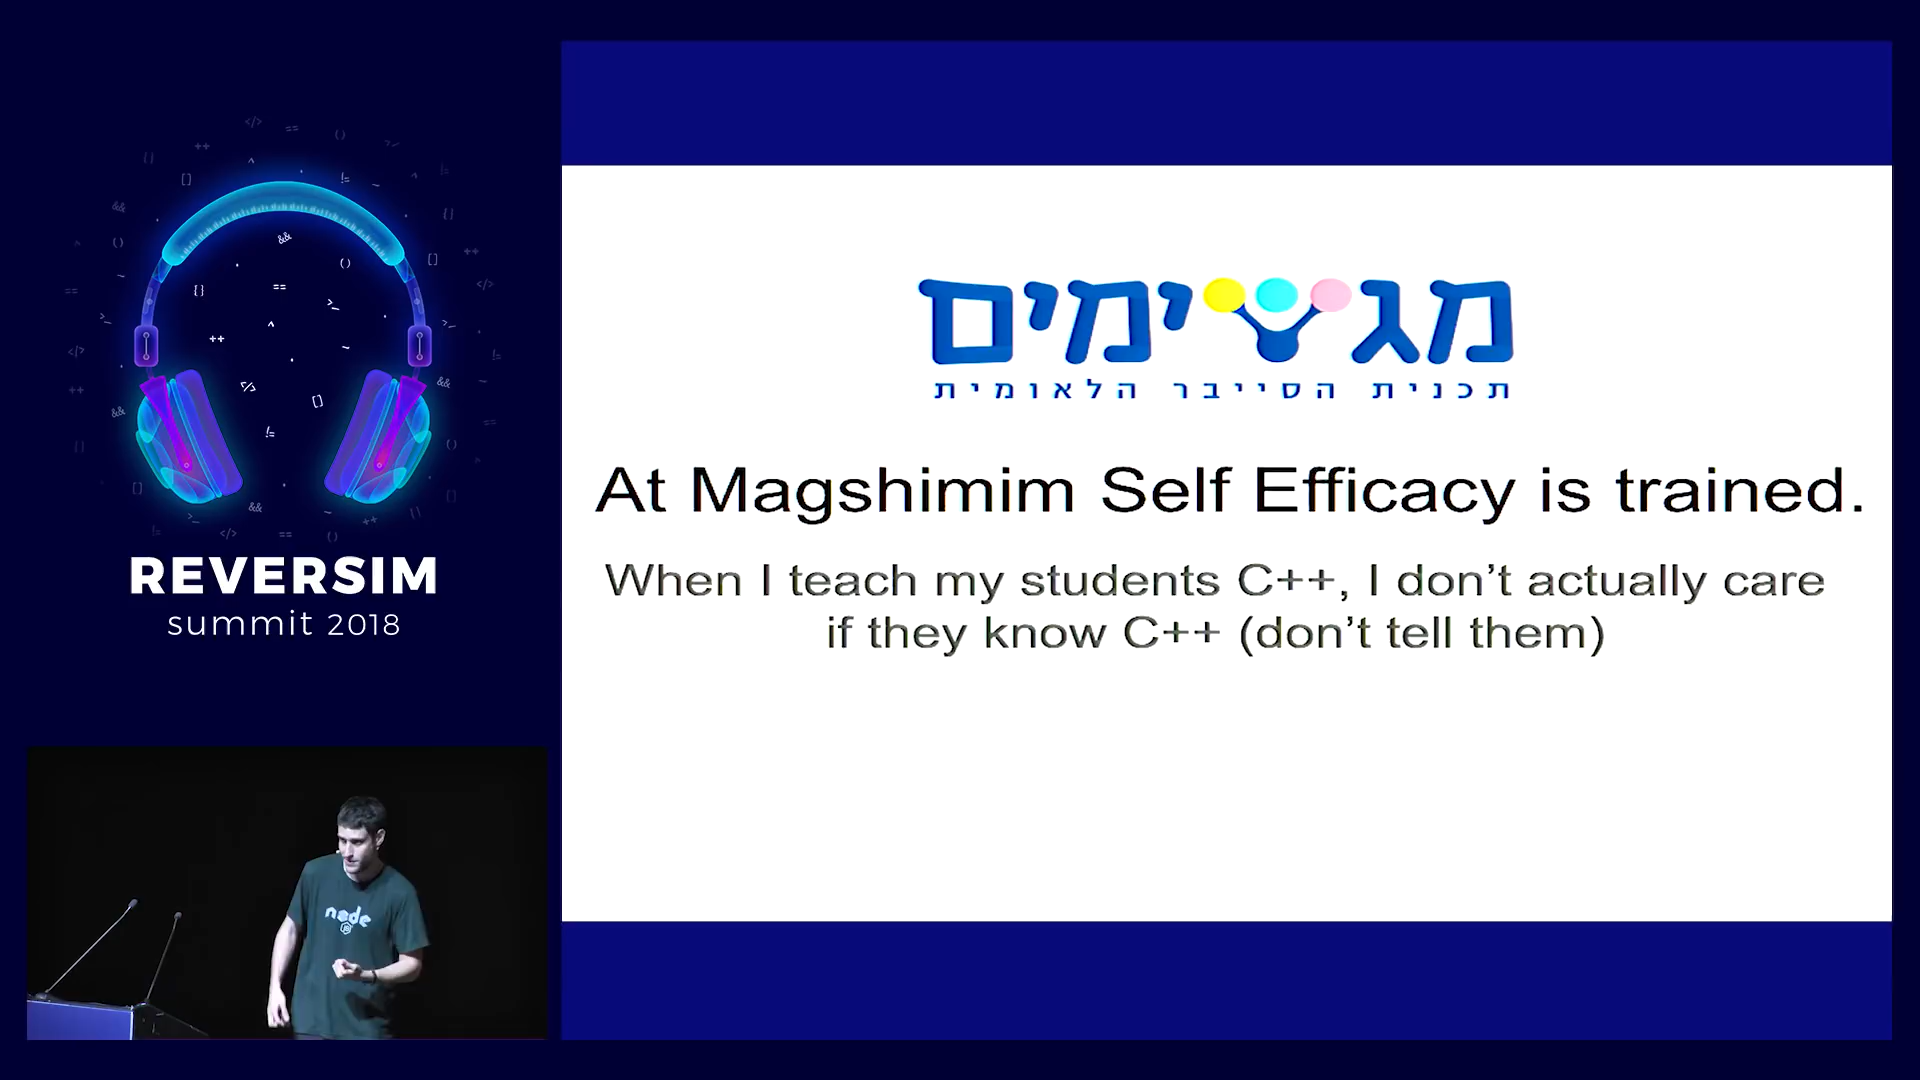 REVERSIM
summit 2018
מגשימים
תכנית הסייבר הלאומית
At Magshimim Self Efficacy is trained.
When I teach my students C++, I don't actually care
if they know C++ (don't tell them)
node
JS